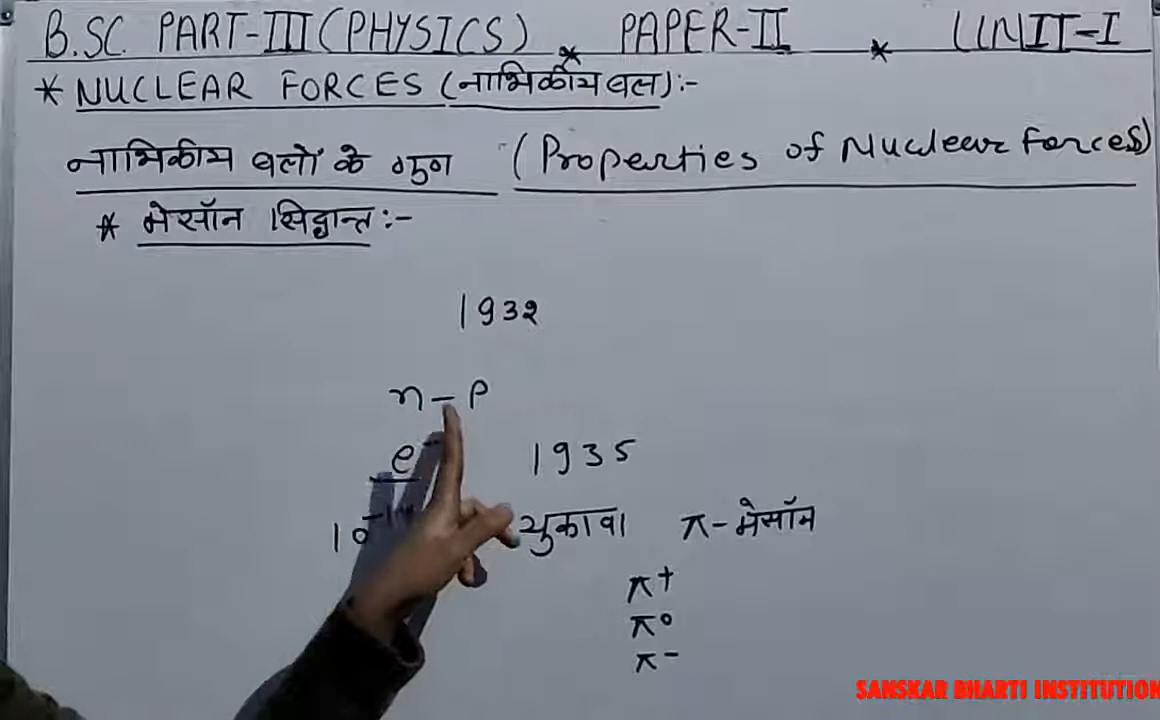 B.SC. PART-III (PHYSICS) * PAPER-II * UNIT-I
* NUCLEAR FORCES (नाभिकीय बल) :-
नाभिकीय बलों के गुण (Properties of Nuclear Forces)
* मेसॉन सिद्धान्त :-
1932
n - P
e⁻ 1935
युकावा π - मेसॉन
π+
π0
π-
SANSKAR BHARTI INSTITUTION